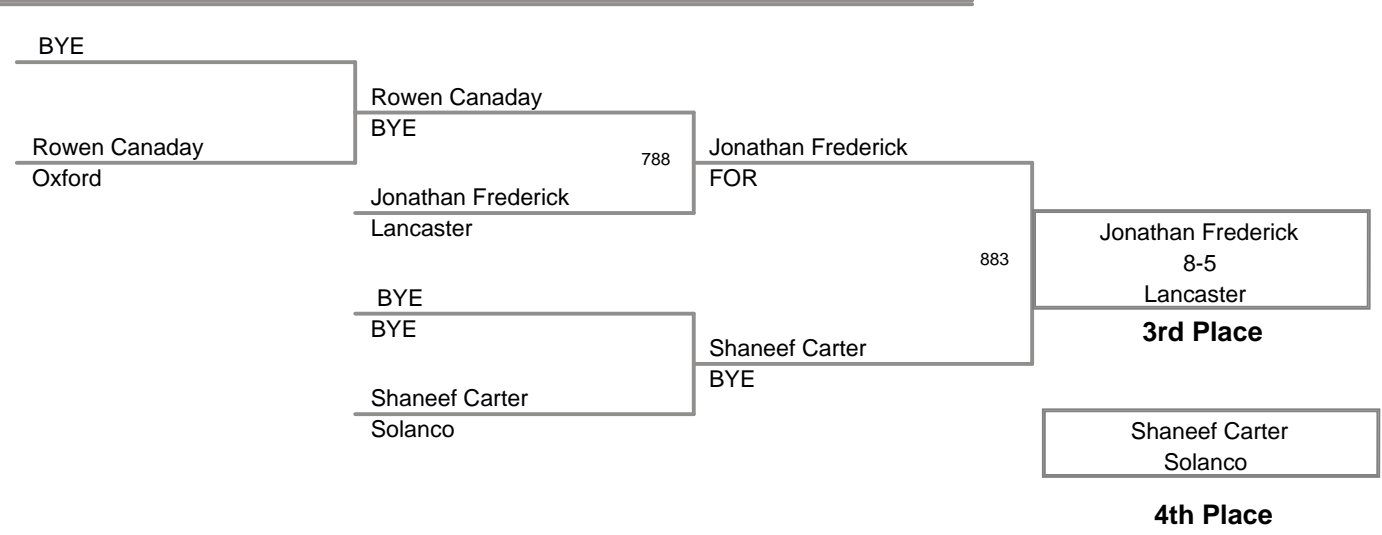 BYE
Rowen Canaday
Oxford
Rowen Canaday
BYE
788
Jonathan Frederick
Lancaster
BYE
BYE
Shaneef Carter
Solanco
Jonathan Frederick
FOR
883
Shaneef Carter
BYE
Jonathan Frederick
8-5
Lancaster
3rd Place
Shaneef Carter
Solanco
4th Place